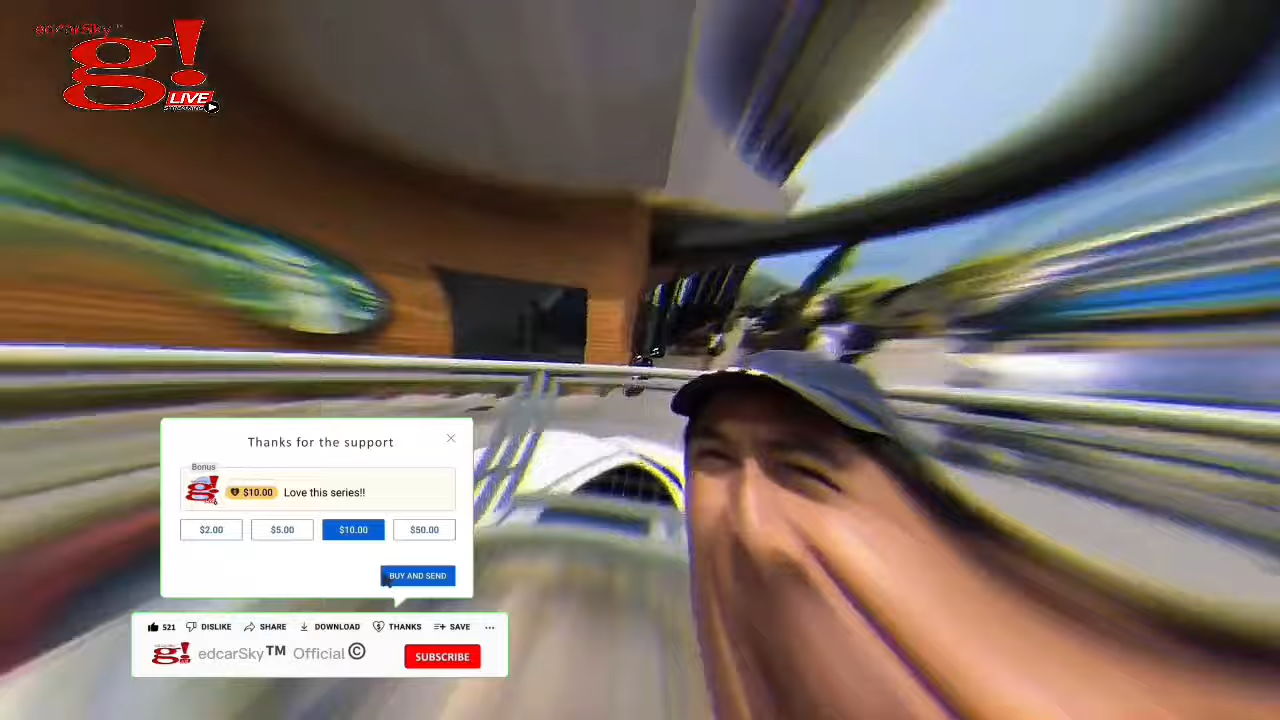 edcarSky™
g!
LIVE
STREAMING
Thanks for the support
Bonus
g!
$10.00 Love this series!!
$2.00 $5.00 $10.00 $50.00
BUY AND SEND
521 DISLIKE SHARE DOWNLOAD THANKS SAVE ...
g! edcarSky™ Official © SUBSCRIBE